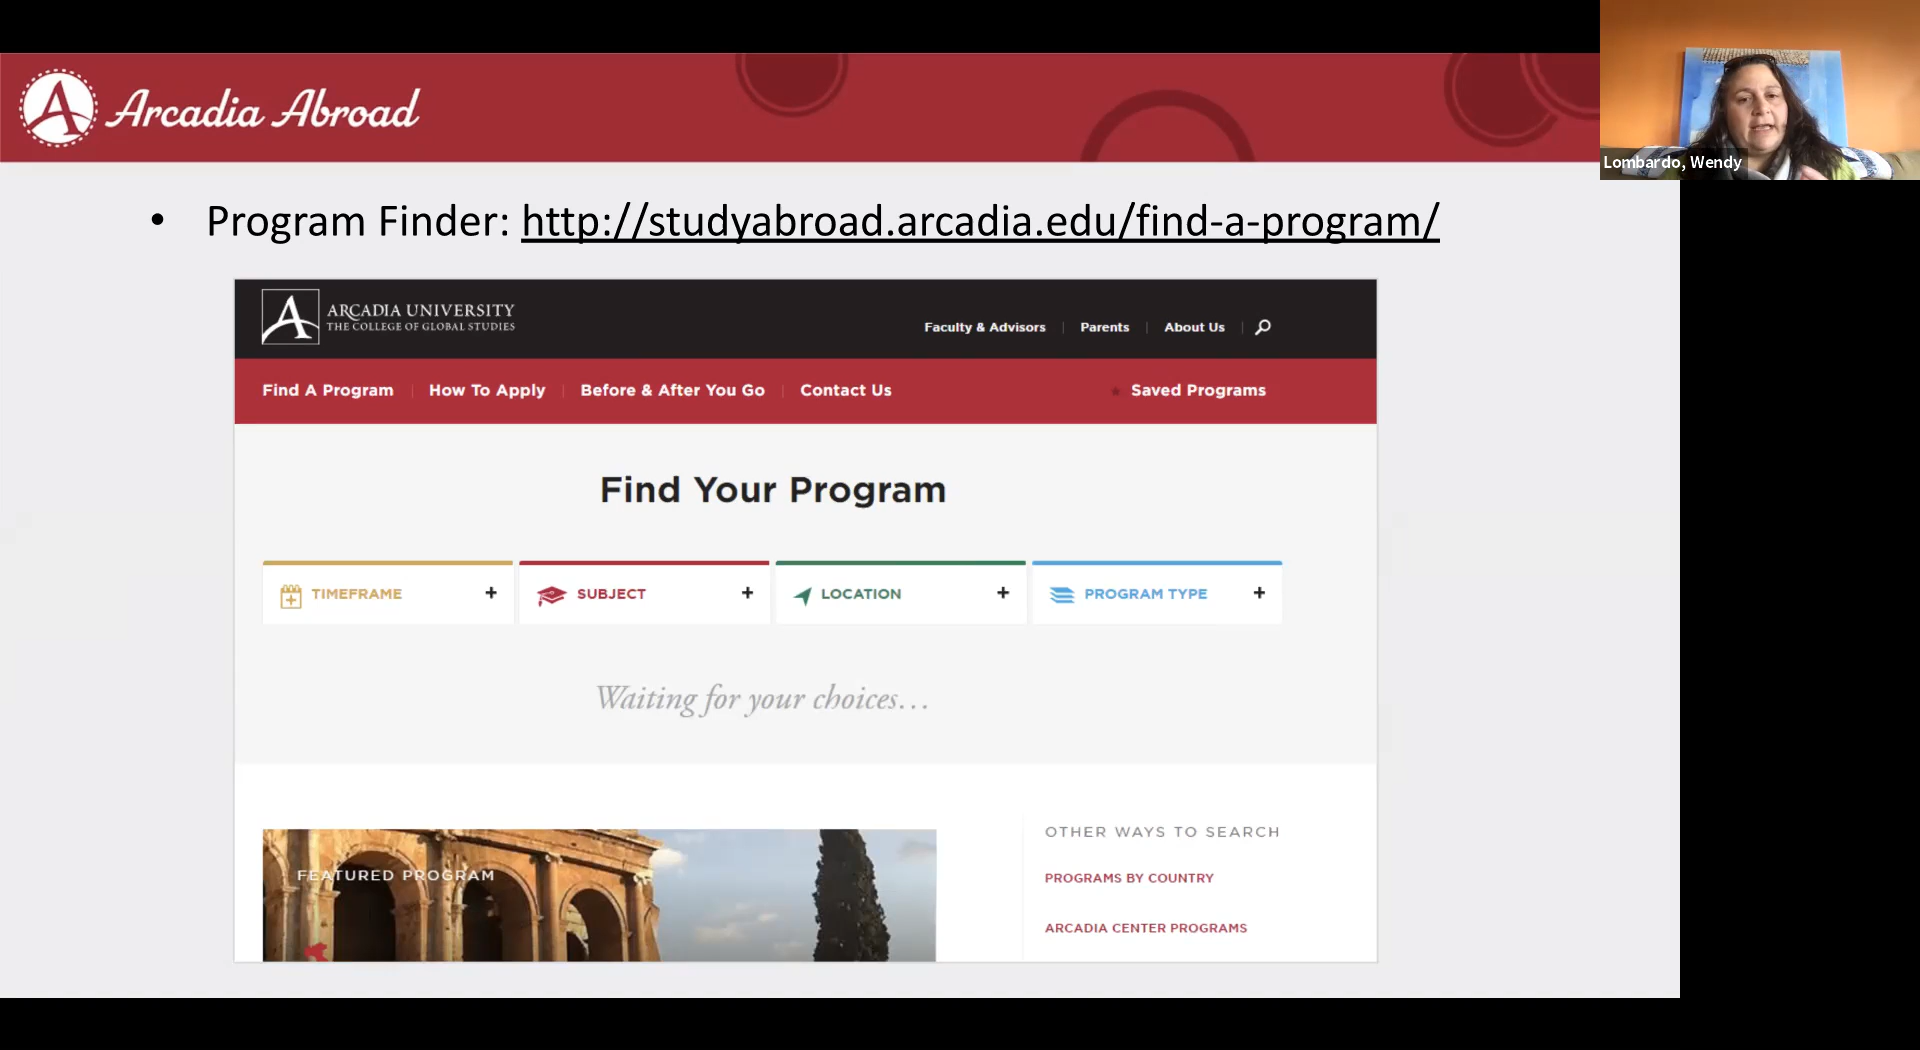 Arcadia Abroad
Lombardo, Wendy
• Program Finder: http://studyabroad.arcadia.edu/find-a-program/
ARCADIA UNIVERSITY
THE COLLEGE OF GLOBAL STUDIES
Faculty & Advisors | Parents | About Us
Find A Program | How To Apply | Before & After You Go | Contact Us
Saved Programs
Find Your Program
TIMEFRAME + SUBJECT + LOCATION + PROGRAM TYPE +
Waiting for your choices...
FEATURED PROGRAM
OTHER WAYS TO SEARCH
PROGRAMS BY COUNTRY
ARCADIA CENTER PROGRAMS